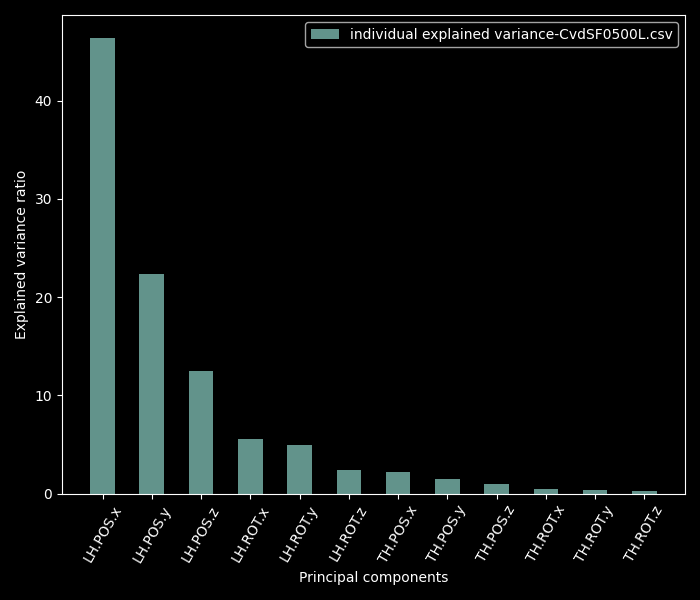 individual explained variance-CvdSF0500L.csv
Explained variance ratio
40
30
20
10
0
LH.POS.x
LH.POS.y
LH.POS.z
LH.ROT.x
LH.ROT.y
LH.ROT.z
TH.POS.x
TH.POS.y
TH.POS.z
TH.ROT.x
TH.ROT.y
TH.ROT.z
Principal components